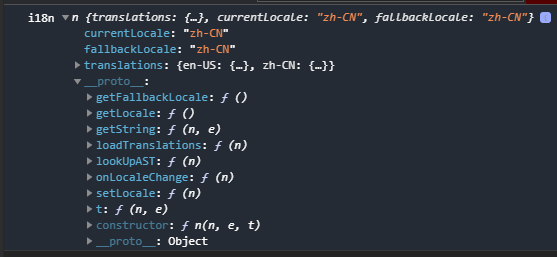 i18n n {translations: {…}, currentLocale: "zh-CN", fallbackLocale: "zh-CN"} i
currentLocale: "zh-CN"
fallbackLocale: "zh-CN"
translations: {en-US: {…}, zh-CN: {…}}
__proto__:
getFallbackLocale: ƒ ()
getLocale: ƒ ()
getString: ƒ (n, e)
loadTranslations: ƒ (n)
lookUpAST: ƒ (n)
onLocaleChange: ƒ (n)
setLocale: ƒ (n)
t: ƒ (n, e)
constructor: ƒ n(n, e, t)
__proto__: Object